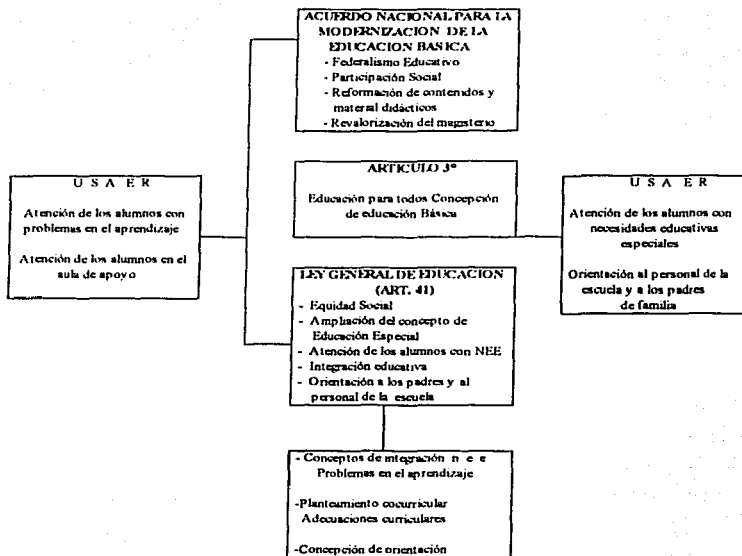 ACUERDO NACIONAL PARA LA
MODERNIZACION DE LA
EDUCACION BASICA
- Federalismo Educativo
- Participación Social
- Reformación de contenidos y
material didácticos
- Revalorización del magisterio
U S A E R
Atención de los alumnos con
problemas en el aprendizaje
Atención de los alumnos en el
aula de apoyo
ARTICULO 3º
Educación para todos Concepción
de educación Básica
U S A E R
Atención de los alumnos con
necesidades educativas
especiales
Orientación al personal de la
escuela y a los padres
de familia
LEY GENERAL DE EDUCACION
(ART. 41)
- Equidad Social
- Ampliación del concepto de
Educación Especial
- Atención de los alumnos con NEE
- Integración educativa
- Orientación a los padres y al
personal de la escuela
- Conceptos de integración n e e
Problemas en el aprendizaje
-Planteamiento cocurricular
Adecuaciones curriculares
-Concepción de orientación